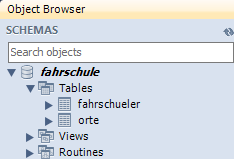 Object Browser
SCHEMAS
Search objects
fahrschule
Tables
fahrschueler
orte
Views
Routines